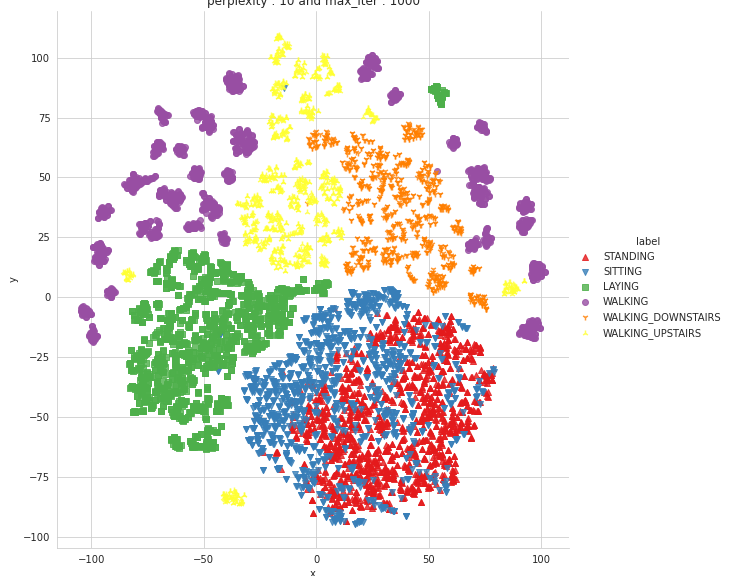 perplexity : 10 and max_iter : 1000
100
75
50
25
0
−25
−50
−75
−100
y
−100
−50
0
50
100
x
label
STANDING
SITTING
LAYING
WALKING
WALKING_DOWNSTAIRS
WALKING_UPSTAIRS